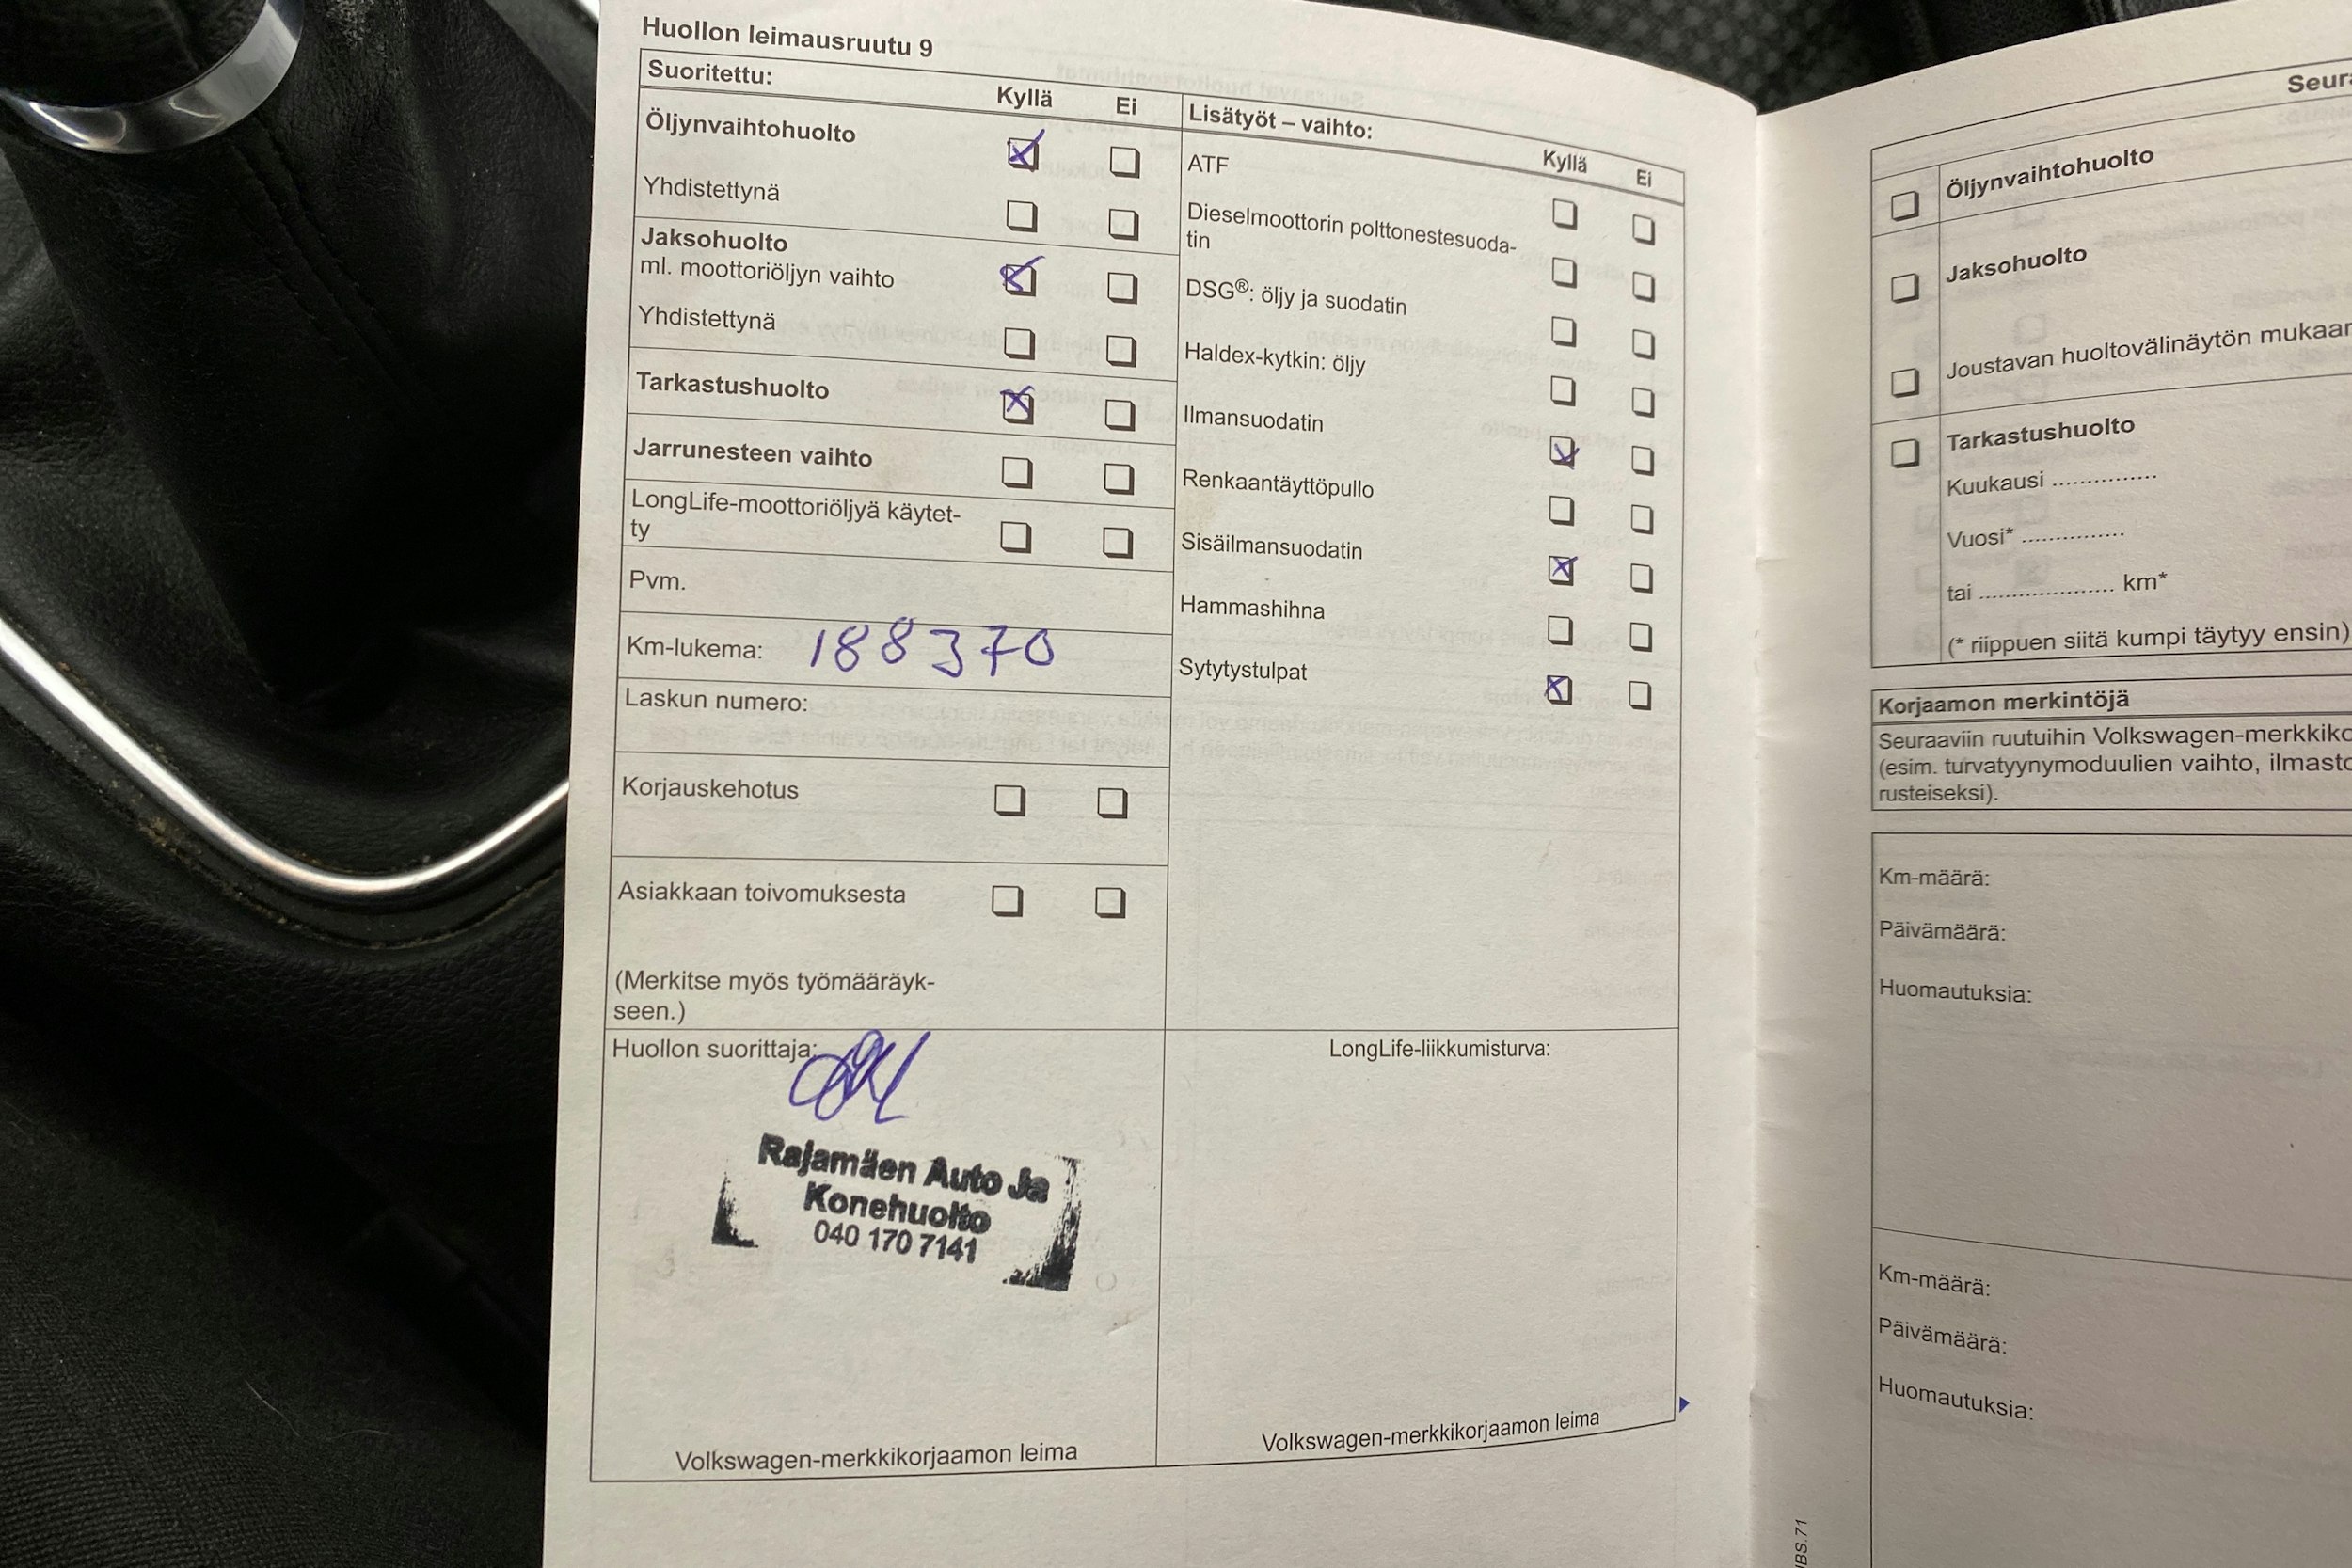 Huollon leimausruutu 9
Suoritettu:
Kyllä Ei
Öljynvaihtohuolto
Yhdistettynä
Jaksohuolto
ml. moottoriöljyn vaihto
Yhdistettynä
Tarkastushuolto
Jarrunesteen vaihto
LongLife-moottoriöljyä käytet-
ty
Pvm.
Km-lukema: 188370
Laskun numero:
Korjauskehotus
Asiakkaan toivomuksesta
(Merkitse myös työmääräyk-
seen.)
Lisätyöt – vaihto:
Kyllä Ei
ATF
Dieselmoottorin polttonestesuoda-
tin
DSG®: öljy ja suodatin
Haldex-kytkin: öljy
Ilmansuodatin
Renkaantäyttöpullo
Sisäilmansuodatin
Hammashihna
Sytytystulpat
Huollon suorittaja:
Rajamäen Auto Ja
Konehuolto
040 170 7141
Volkswagen-merkkikorjaamon leima
LongLife-liikkumisturva:
Volkswagen-merkkikorjaamon leima
Öljynvaihtohuolto
Jaksohuolto
Joustavan huoltovälinäytön mukaan
Tarkastushuolto
Kuukausi ...............
Vuosi* ...............
tai .................... km*
(* riippuen siitä kumpi täytyy ensin)
Korjaamon merkintöjä
Seuraaviin ruutuihin
(esim. turvatyynymoduulien vaihto,
rusteiseksi).
Km-määrä:
Päivämäärä:
Huomautuksia:
Km-määrä:
Päivämäärä:
Huomautuksia: